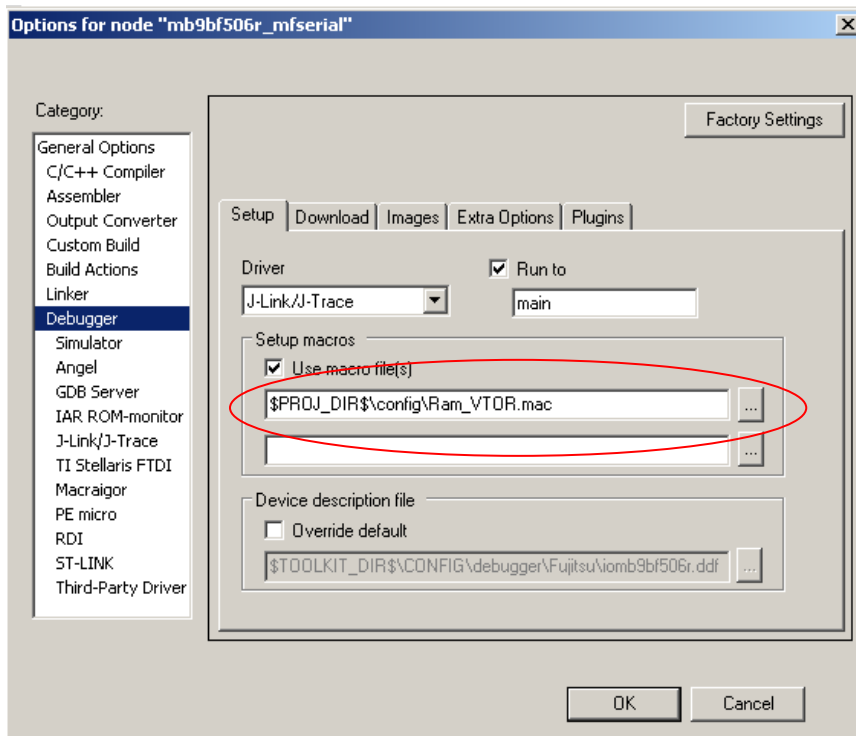 Options for node "mb9bf506r_mfserial"
Category:
Factory Settings
General Options
C/C++ Compiler
Assembler
Output Converter
Custom Build
Build Actions
Linker
Debugger
Simulator
Angel
GDB Server
IAR ROM-monitor
J-Link/J-Trace
TI Stellaris FTDI
Macraigor
PE micro
RDI
ST-LINK
Third-Party Driver
Setup Download Images Extra Options Plugins
Driver
Run to
J-Link/J-Trace
main
Setup macros
Use macro file(s)
$PROJ_DIR$\config\Ram_VTOR.mac
...
...
Device description file
Override default
$TOOLKIT_DIR$\CONFIG\debugger\Fujitsu\iomb9bf506r.ddf
...
OK Cancel